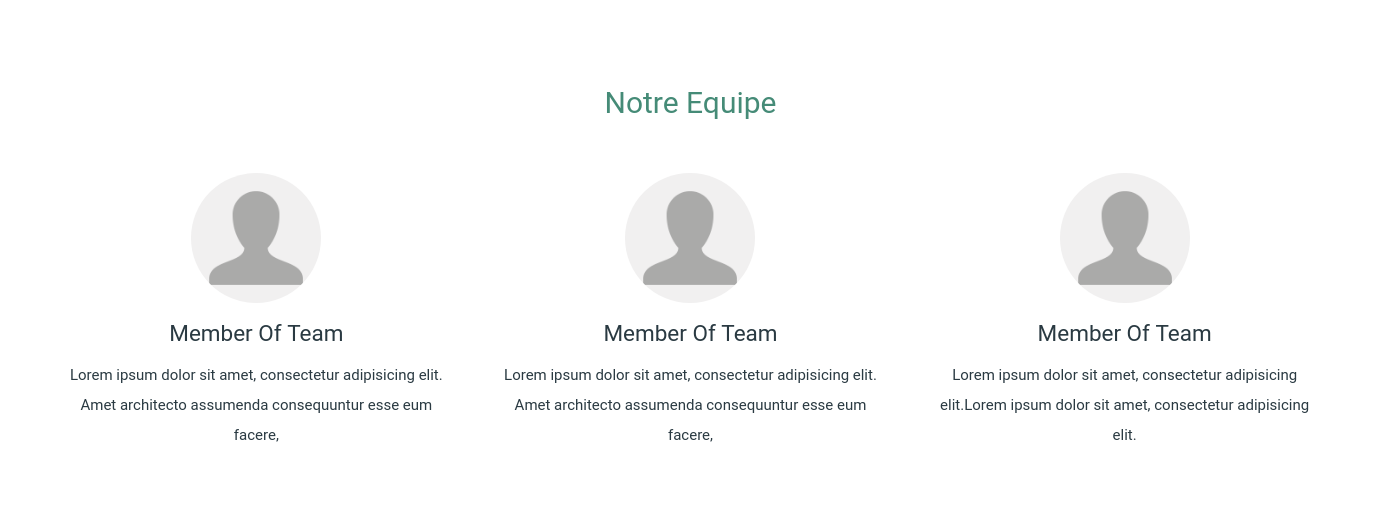 Notre Equipe
Member Of Team
Lorem ipsum dolor sit amet, consectetur adipisicing elit.
Amet architecto assumenda consequuntur esse eum
facere,
Member Of Team
Lorem ipsum dolor sit amet, consectetur adipisicing elit.
Amet architecto assumenda consequuntur esse eum
facere,
Member Of Team
Lorem ipsum dolor sit amet, consectetur adipisicing
elit.Lorem ipsum dolor sit amet, consectetur adipisicing
elit.